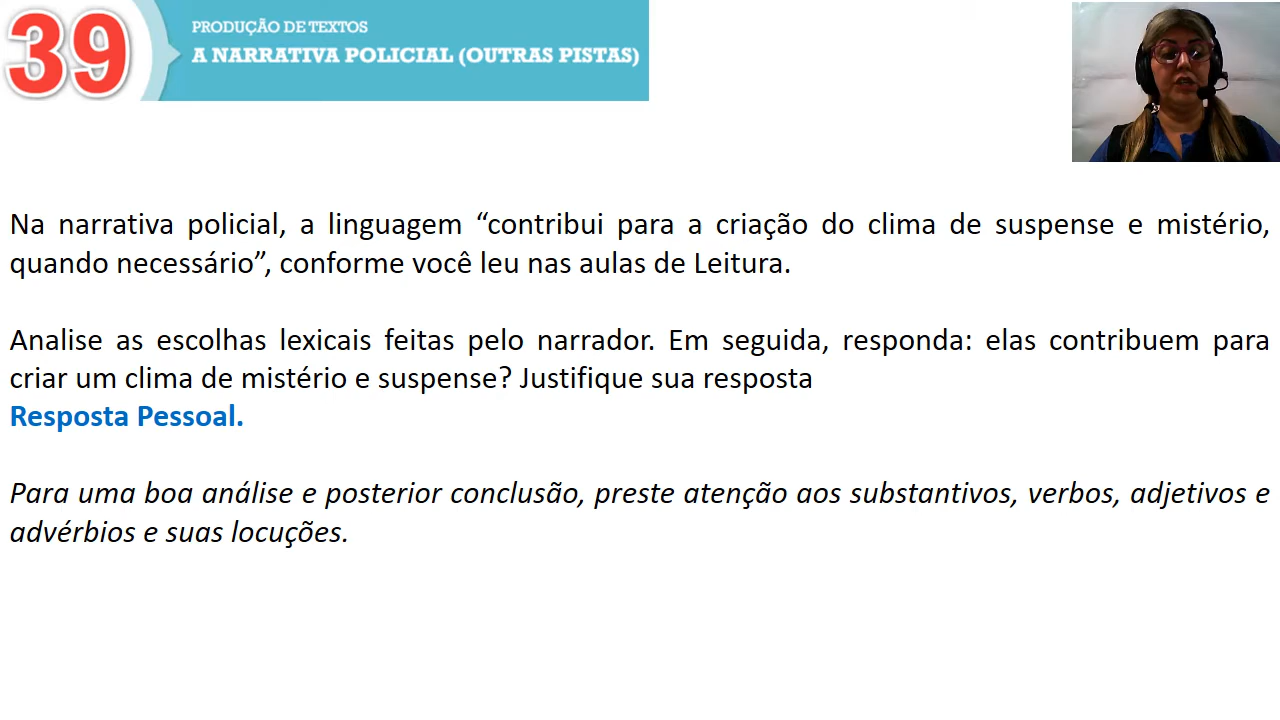 39
PRODUÇÃO DE TEXTOS
A NARRATIVA POLICIAL (OUTRAS PISTAS)
Na narrativa policial, a linguagem “contribui para a criação do clima de suspense e mistério,
quando necessário”, conforme você leu nas aulas de Leitura.
Analise as escolhas lexicais feitas pelo narrador. Em seguida, responda: elas contribuem para
criar um clima de mistério e suspense? Justifique sua resposta
Resposta Pessoal.
Para uma boa análise e posterior conclusão, preste atenção aos substantivos, verbos, adjetivos e
advérbios e suas locuções.